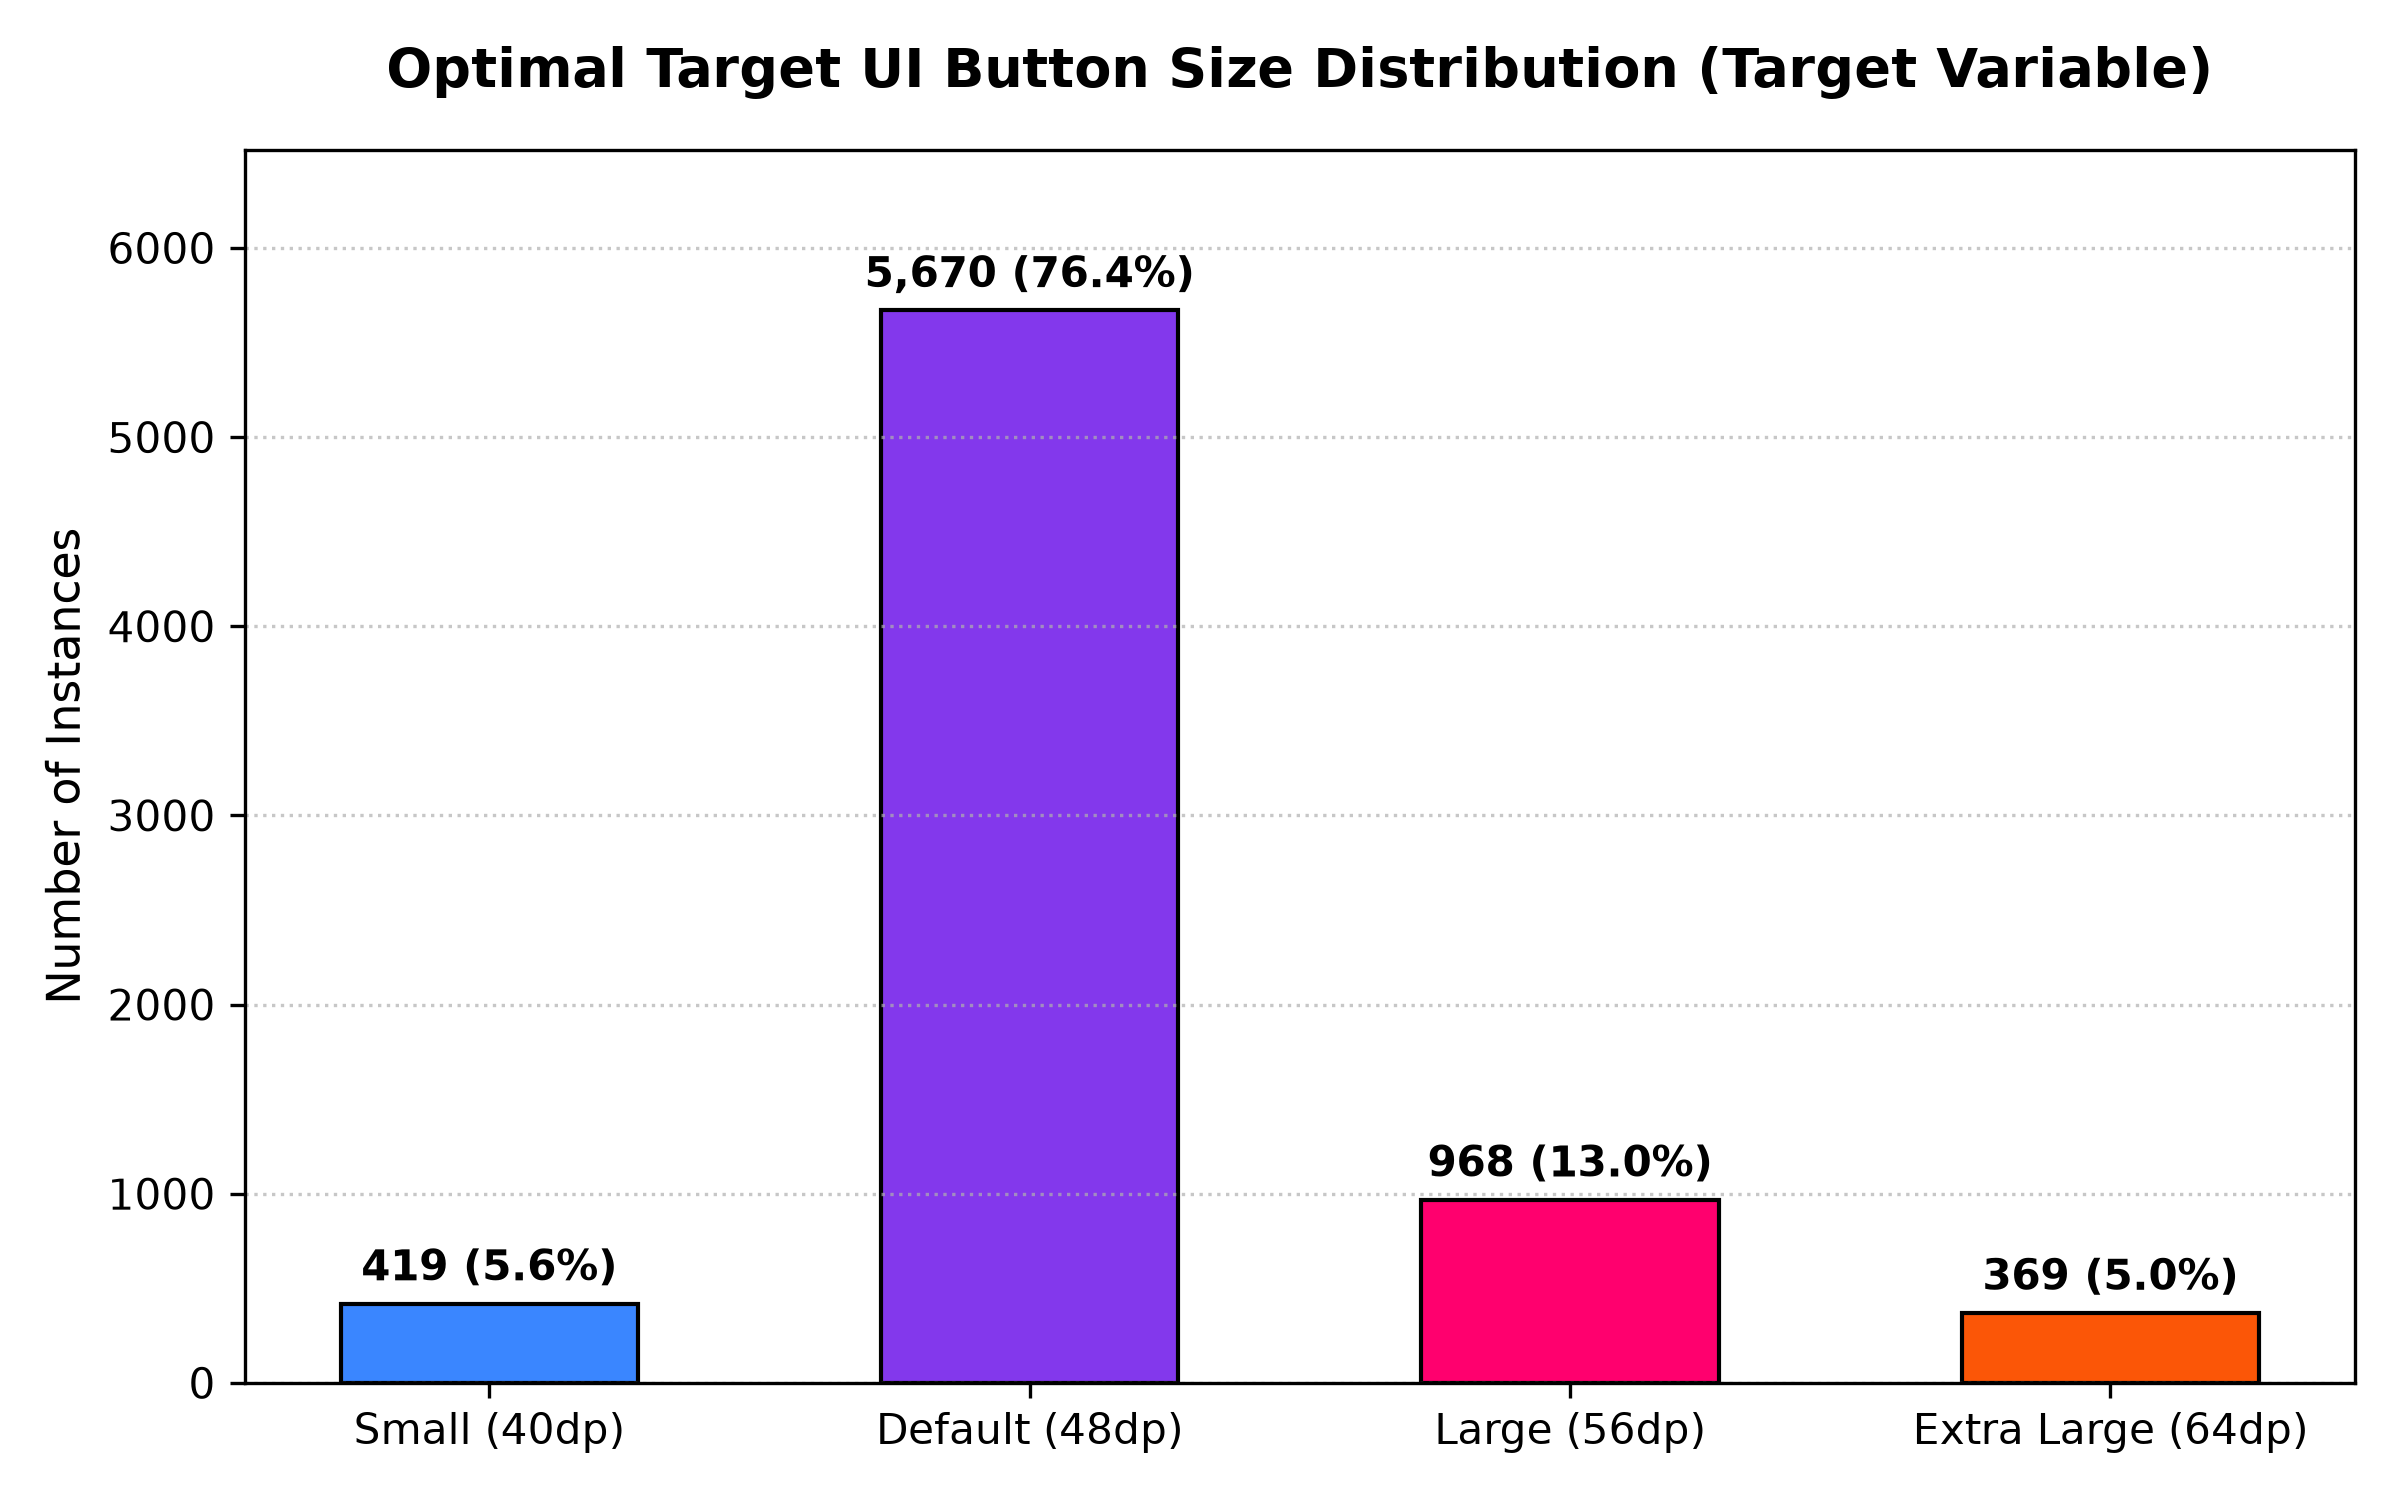 Optimal Target UI Button Size Distribution (Target Variable)
Number of Instances
6000
5000
4000
3000
2000
1000
0
419 (5.6%)
5,670 (76.4%)
968 (13.0%)
369 (5.0%)
Small (40dp)
Default (48dp)
Large (56dp)
Extra Large (64dp)